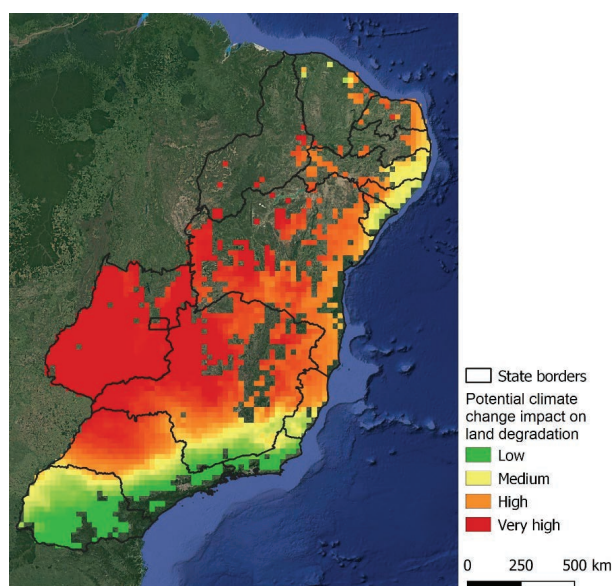 State borders
Potential climate
change impact on
land degradation
Low
Medium
High
Very high
0 250 500 km